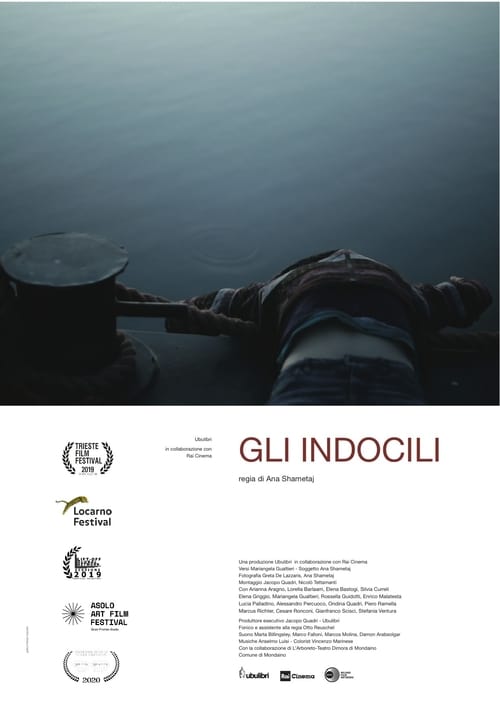 Ubulibri
in collaborazione con
Rai Cinema
GLI INDOCILI
regia di Ana Shametaj
TRIESTE
FILM
FESTIVAL
2019
Locarno
Festival
2019
ASOLO
ART FILM
FESTIVAL
2020
Una produzione Ubulibri in collaborazione con Rai Cinema
Versi Mariangela Gualtieri - Soggetto Ana Shametaj
Fotografia Greta De Lazzaris, Ana Shametaj
Montaggio Jacopo Quadri, Nicolò Tettamanti
Con Arianna Aragno, Loretta Barlaam, Elena Bastogi, Silvia Curreli
Elena Griggio, Mariangela Gualtieri, Rossella Guidotti, Enrico Malatesta
Lucia Palladino, Alessandro Percuoco, Ondina Quadri, Piero Ramella
Marcus Richter, Cesare Ronconi, Gianfranco Scisci, Stefania Ventura
Produttore esecutivo Jacopo Quadri - Ubulibri
Fonico e assistente alla regia Otto Reuschel
Suono Marta Billingsley, Marco Falloni, Marcos Molina, Damon Arabsolgar
Musiche Anselmo Luisi - Colorist Vincenzo Marinese
Con la collaborazione di L'Arboreto-Teatro Dimora di Mondaino
Comune di Mondaino
ubulibri
Rai Cinema
MILANO
FILM
NETWORK